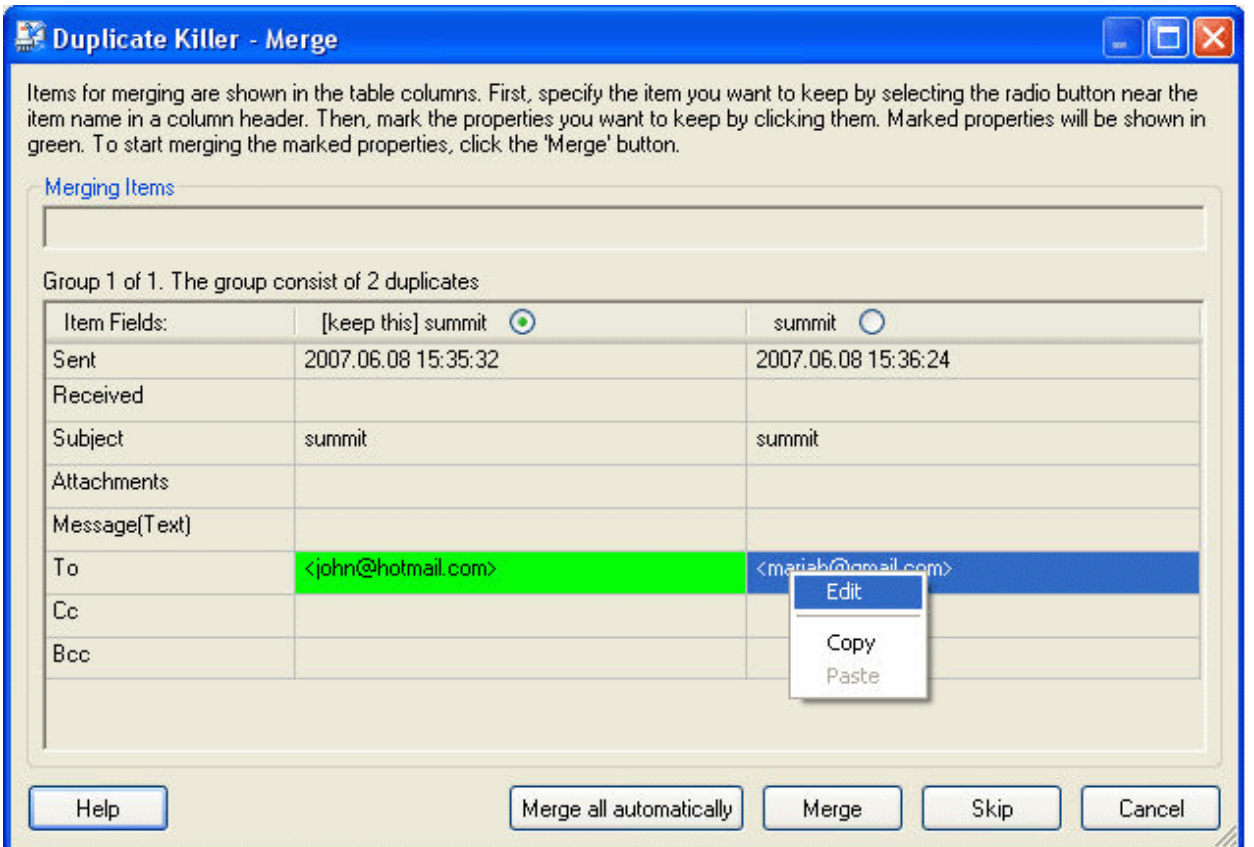 Duplicate Killer - Merge
Items for merging are shown in the table columns. First, specify the item you want to keep by selecting the radio button near the
item name in a column header. Then, mark the properties you want to keep by clicking them. Marked properties will be shown in
green. To start merging the marked properties, click the 'Merge' button.
Merging Items
Group 1 of 1. The group consist of 2 duplicates
Item Fields: [keep this] summit summit
Sent 2007.06.08 15:35:32 2007.06.08 15:36:24
Received
Subject summit summit
Attachments
Message(Text)
To <john@hotmail.com> <mariah@gmail.com>
Edit
Cc
Copy
Bcc
Paste
Help Merge all automatically Merge Skip Cancel